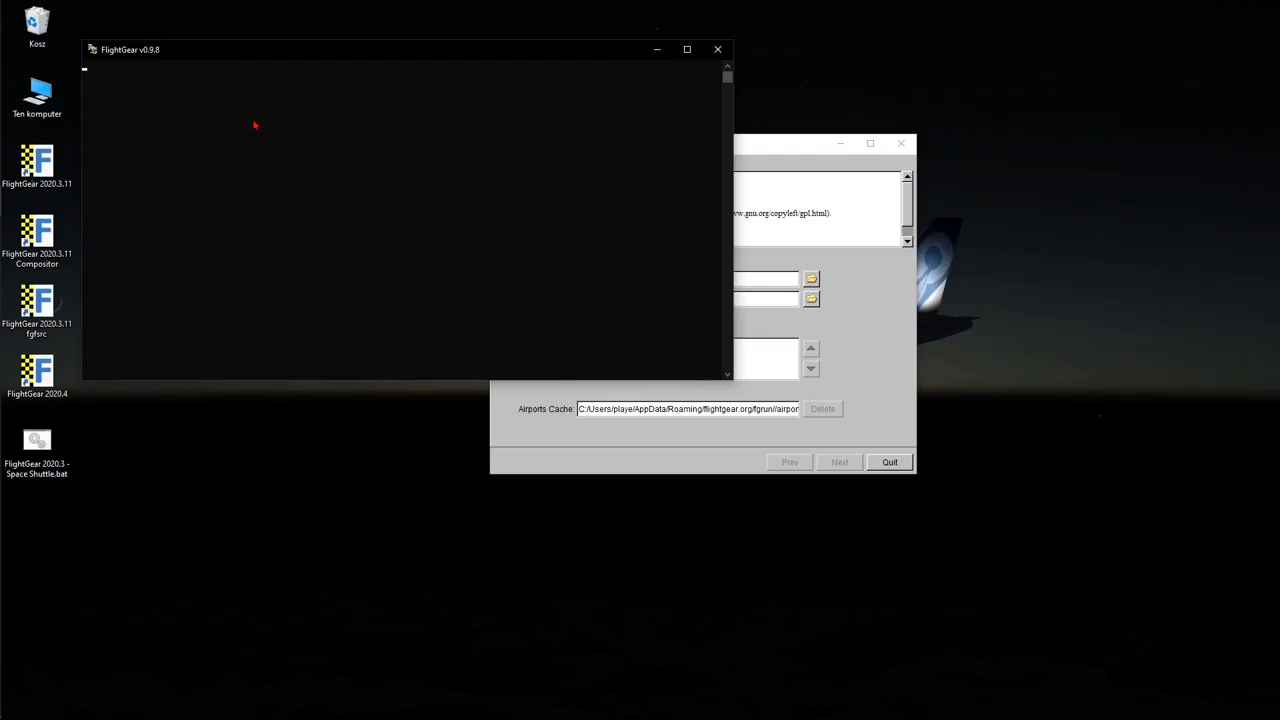 Kosz
Ten komputer
FlightGear 2020.3.11
FlightGear 2020.3.11
Compositor
FlightGear 2020.3.11
fgfsrc
FlightGear 2020.4
FlightGear 2020.3 -
Space Shuttle.bat
FlightGear v0.9.8
ww.gnu.org/copyleft/gpl.html).
Airports Cache:
C:/Users/playe/AppData/Roaming/flightgear.org/fgrun//airpor
Delete
Prev
Next
Quit